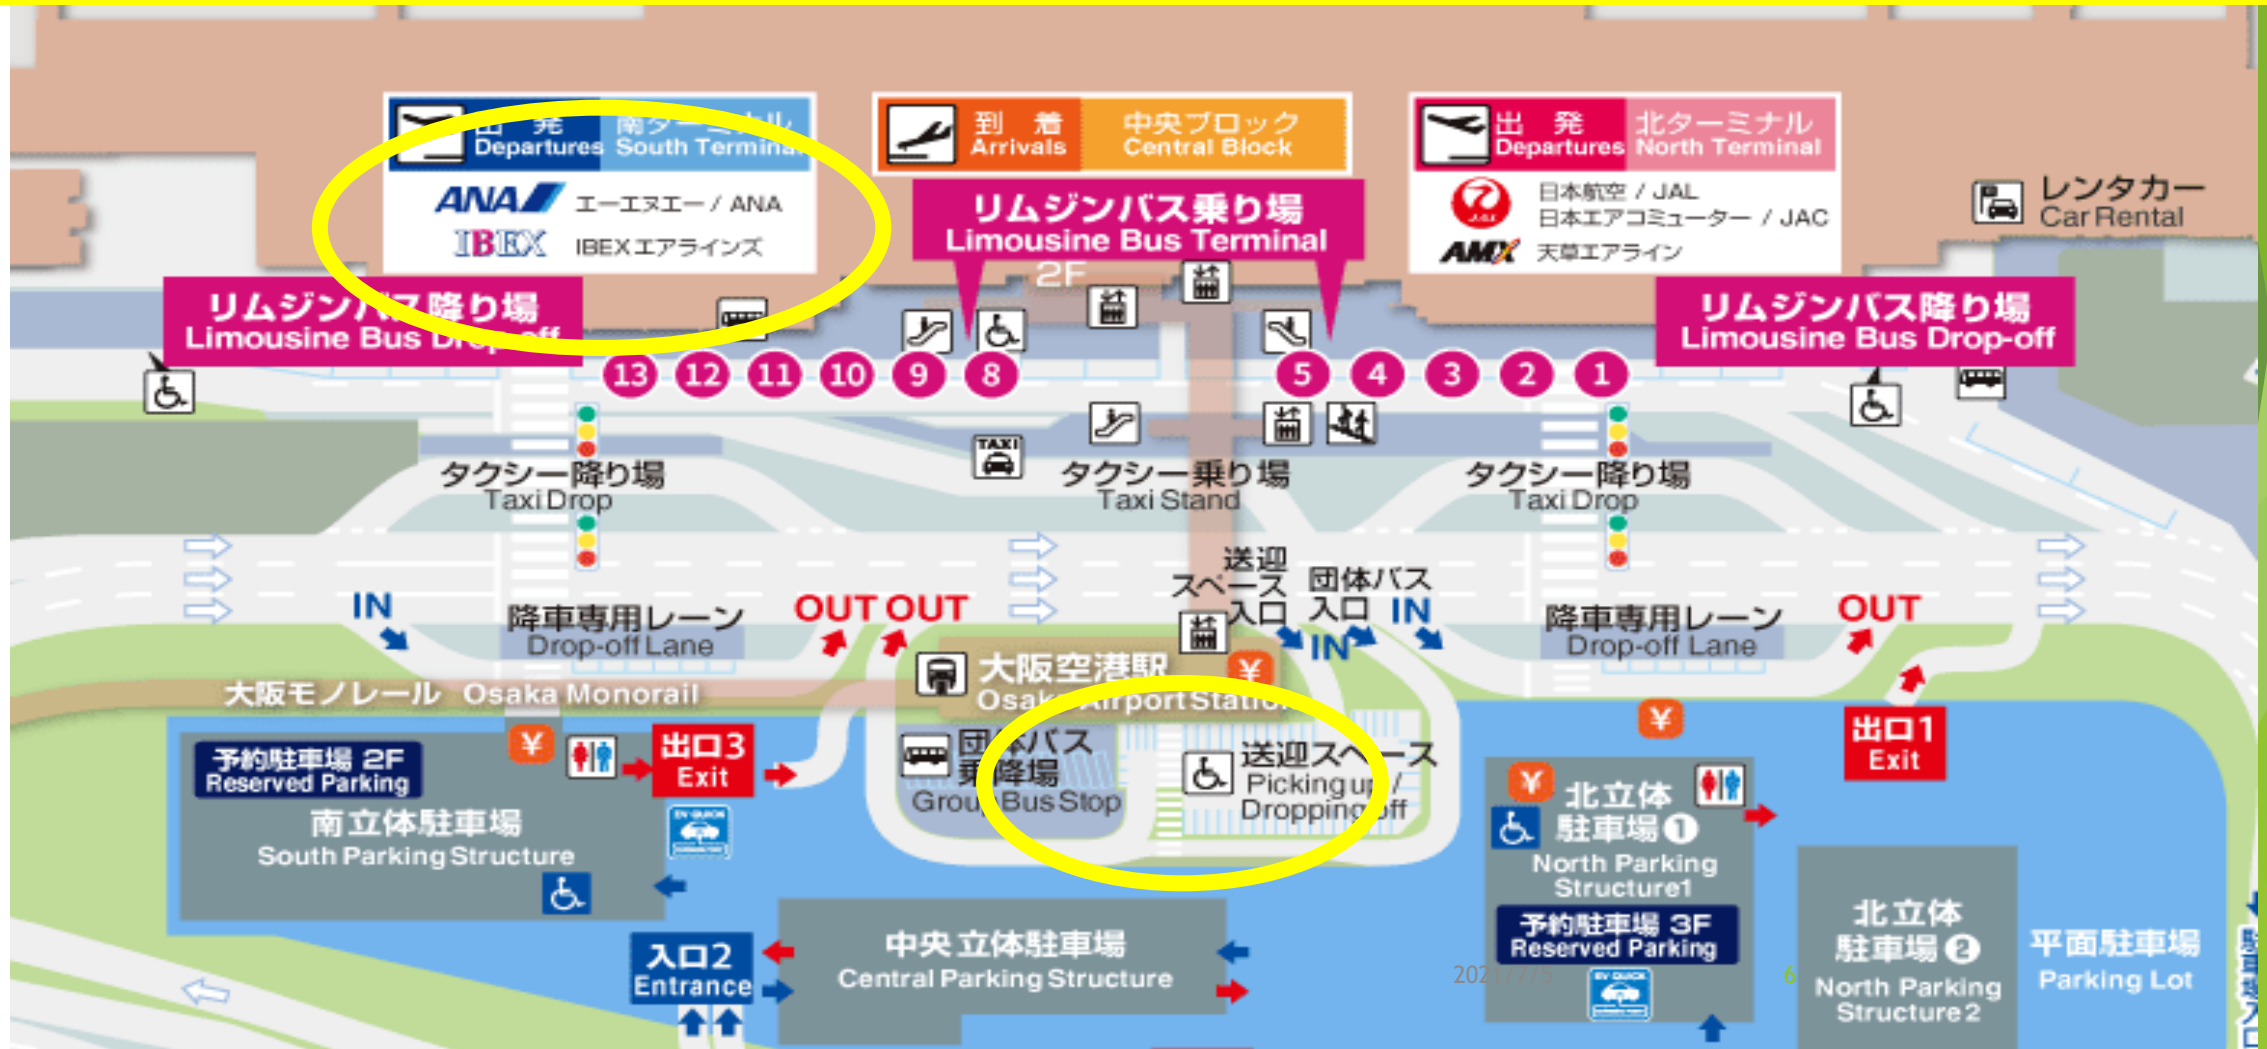 出発 南ターミナル
Departures South Terminal
ANA エーエヌエー / ANA
IBEX IBEXエアラインズ
到着 中央ブロック
Arrivals Central Block
出発 北ターミナル
Departures North Terminal
JAL 日本航空 / JAL
日本エアコミューター / JAC
AMX 天草エアライン
レンタカー
Car Rental
リムジンバス乗り場
Limousine Bus Terminal
2F
リムジンバス降り場
Limousine Bus Drop-off
リムジンバス降り場
Limousine Bus Drop-off
13 12 11 10 9 8 5 4 3 2 1
TAXI
タクシー降り場
Taxi Drop
タクシー乗り場
Taxi Stand
タクシー降り場
Taxi Drop
IN
降車専用レーン
Drop-off Lane
OUT OUT
送迎
スペース
入口
IN
団体バス
入口
IN
降車専用レーン
Drop-off Lane
OUT
大阪モノレール Osaka Monorail
大阪空港駅
Osaka Airport Station
¥
¥
¥
¥
予約駐車場 2F
Reserved Parking
南立体駐車場
South Parking Structure
出口3
Exit
EV QUICK
団体バス
乗降場
Group Bus Stop
送迎スペース
Picking up /
Dropping off
出口1
Exit
北立体
駐車場❶
North Parking
Structure1
予約駐車場 3F
Reserved Parking
EV QUICK
入口2
Entrance
中央立体駐車場
Central Parking Structure
北立体
駐車場❷
North Parking
Structure2
平面駐車場
Parking Lot
2021/7/5
6